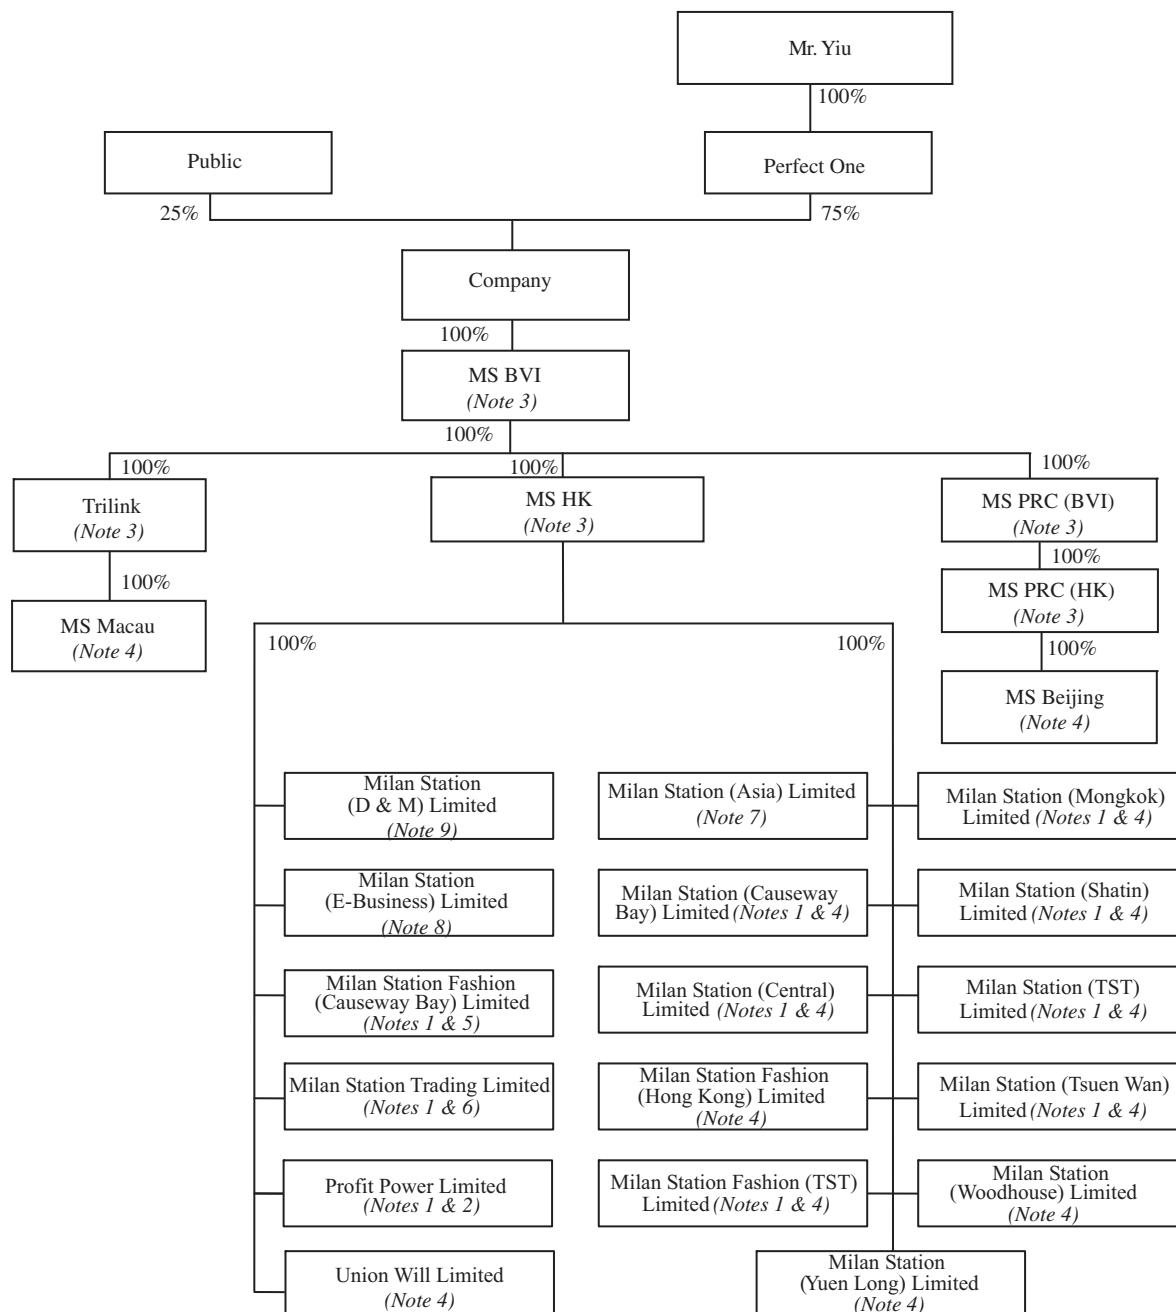 Mr. Yiu
100%
Public
Perfect One
25%
75%
Company
100%
MS BVI
(Note 3)
100%
100%
100%
100%
Trilink
(Note 3)
MS HK
(Note 3)
MS PRC (BVI)
(Note 3)
100%
100%
MS Macau
(Note 4)
MS PRC (HK)
(Note 3)
100%
100%
100%
MS Beijing
(Note 4)
Milan Station
(D & M) Limited
(Note 9)
Milan Station (Asia) Limited
(Note 7)
Milan Station (Mongkok)
Limited (Notes 1 & 4)
Milan Station
(E-Business) Limited
(Note 8)
Milan Station (Causeway
Bay) Limited (Notes 1 & 4)
Milan Station (Shatin)
Limited (Notes 1 & 4)
Milan Station Fashion
(Causeway Bay) Limited
(Notes 1 & 5)
Milan Station (Central)
Limited (Notes 1 & 4)
Milan Station (TST)
Limited (Notes 1 & 4)
Milan Station Trading Limited
(Notes 1 & 6)
Milan Station Fashion
(Hong Kong) Limited
(Note 4)
Milan Station (Tsuen Wan)
Limited (Notes 1 & 4)
Profit Power Limited
(Notes 1 & 2)
Milan Station Fashion (TST)
Limited (Notes 1 & 4)
Milan Station
(Woodhouse) Limited
(Note 4)
Union Will Limited
(Note 4)
Milan Station
(Yuen Long) Limited
(Note 4)